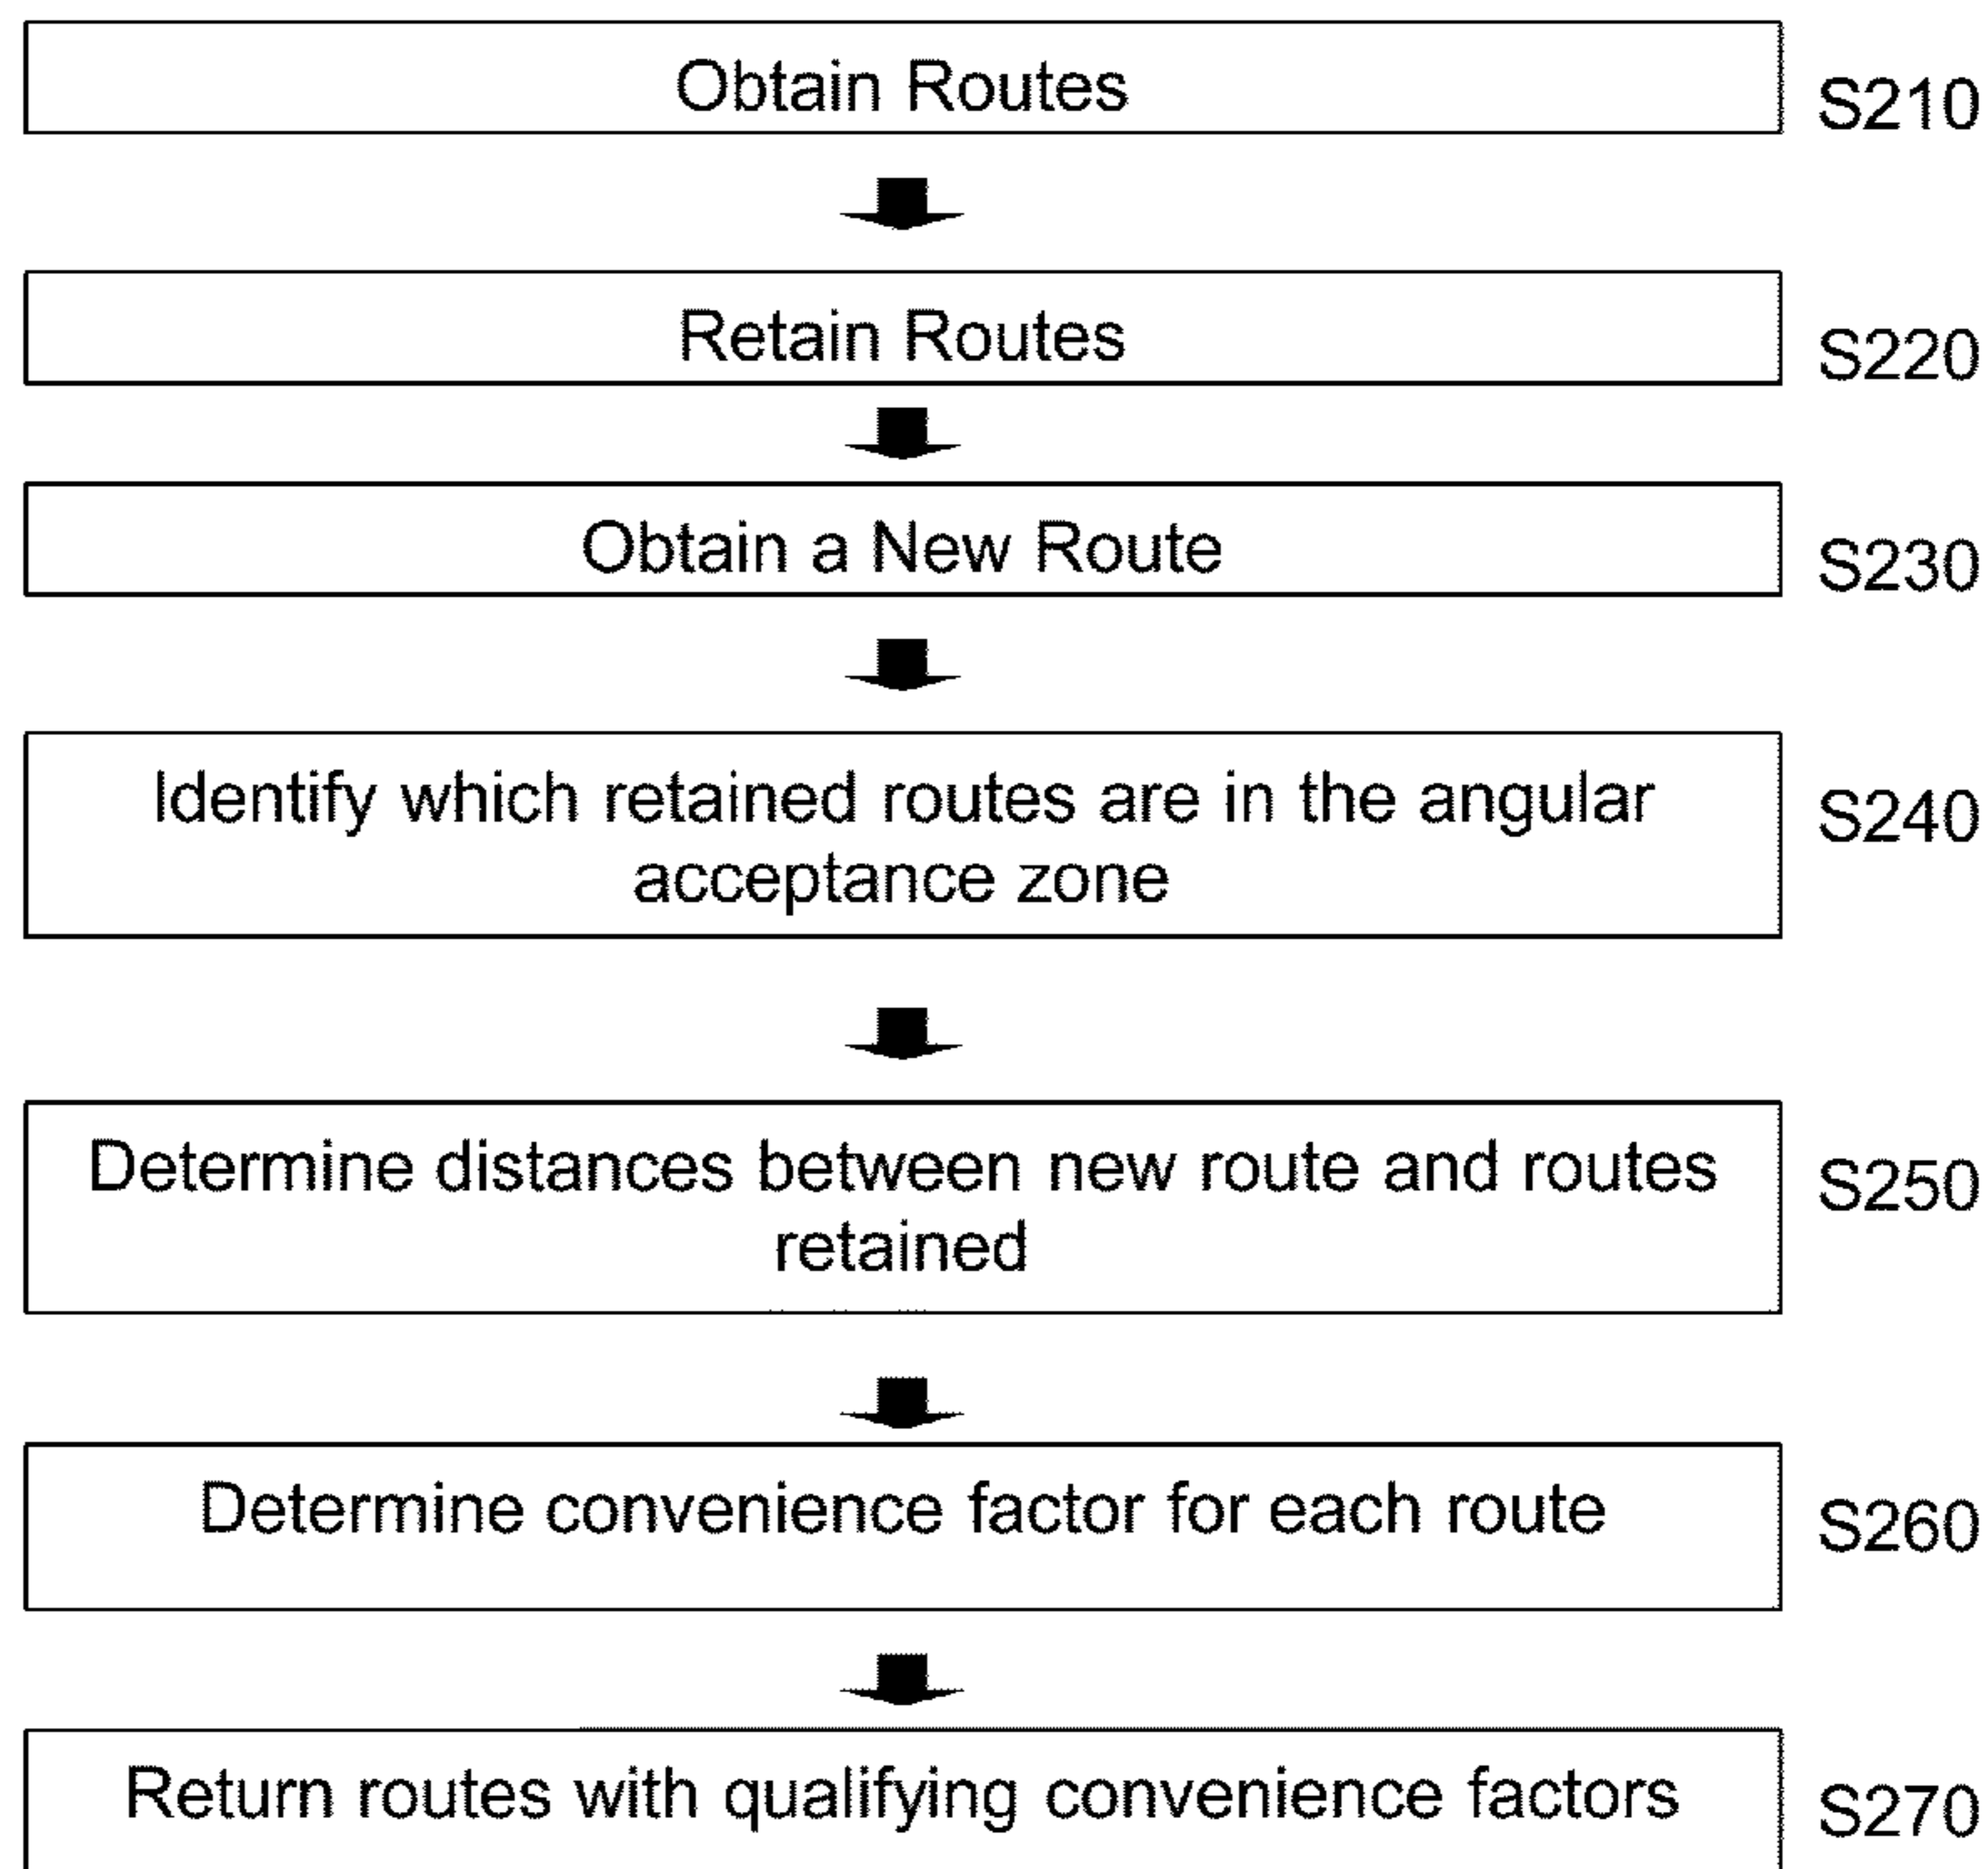 Obtain Routes
S210
Retain Routes
S220
Obtain a New Route
S230
Identify which retained routes are in the angular
acceptance zone
S240
Determine distances between new route and routes
retained
S250
Determine convenience factor for each route
S260
Return routes with qualifying convenience factors
S270